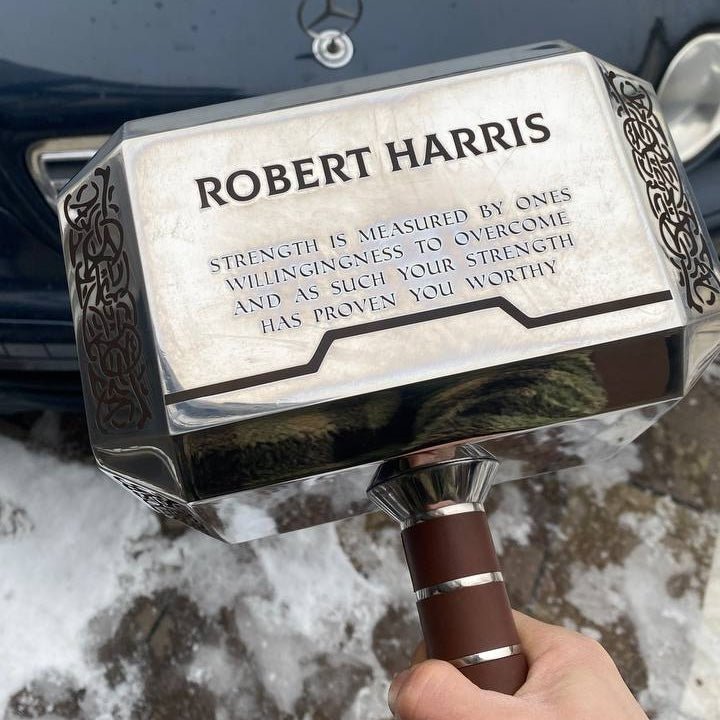 ROBERT HARRIS
STRENGTH IS MEASURED BY ONES
WILLINGINGNESS TO OVERCOME
AND AS SUCH YOUR STRENGTH
HAS PROVEN YOU WORTHY